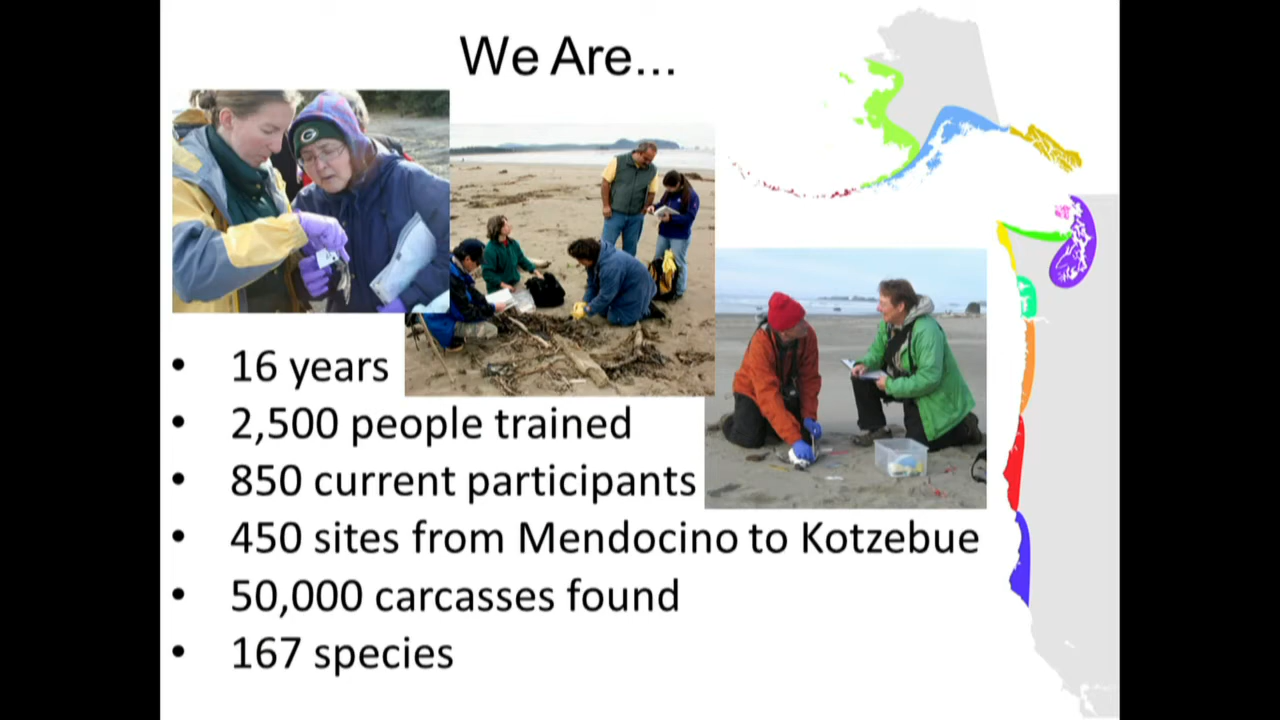 We Are...
• 16 years
• 2,500 people trained
• 850 current participants
• 450 sites from Mendocino to Kotzebue
• 50,000 carcasses found
• 167 species